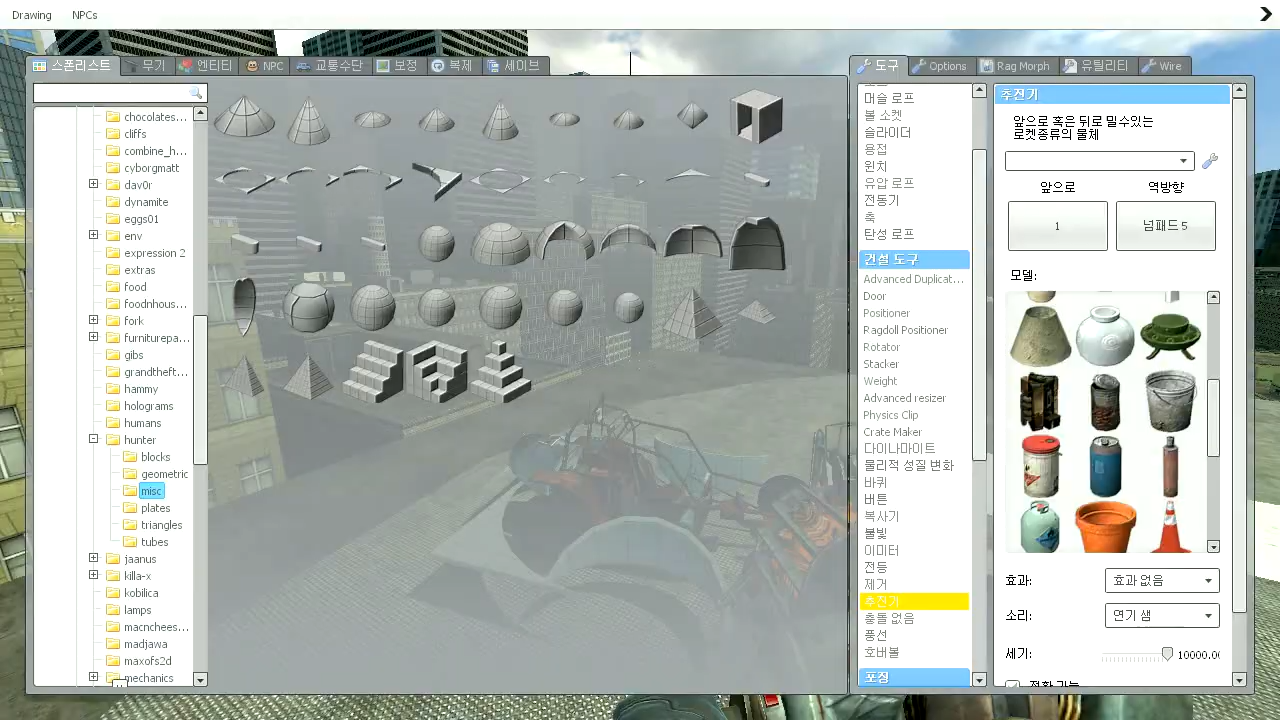 Drawing NPCs
스폰리스트 무기 엔티티 NPC 교통수단 보정 복제 세이브
chocolates...
cliffs
combine_h...
cyborgmatt
dav0r
dynamite
eggs01
env
expression 2
extras
food
foodnhous...
fork
furniturepa...
gibs
grandtheft...
hammy
holograms
humans
hunter
blocks
geometric
misc
plates
triangles
tubes
jaanus
killa-x
kobilica
lamps
macnchees...
madjawa
maxofs2d
mechanics
도구 Options Rag Morph 유틸리티 Wire
머슬 로프
볼 소켓
슬라이더
용접
윈치
유압 로프
전동기
축
탄성 로프
건설 도구
Advanced Duplicat...
Door
Positioner
Ragdoll Positioner
Rotator
Stacker
Weight
Advanced resizer
Physics Clip
Crate Maker
다이나마이트
물리적 성질 변화
바퀴
버튼
복사기
불빛
이미터
전등
제거
추진기
충돌 없음
풍선
호버볼
포징
추진기
앞으로 혹은 뒤로 밀수있는
로켓종류의 물체
앞으로 역방향
1 넘패드 5
모델:
효과: 효과 없음
소리: 연기 샘
세기: 10000.0(